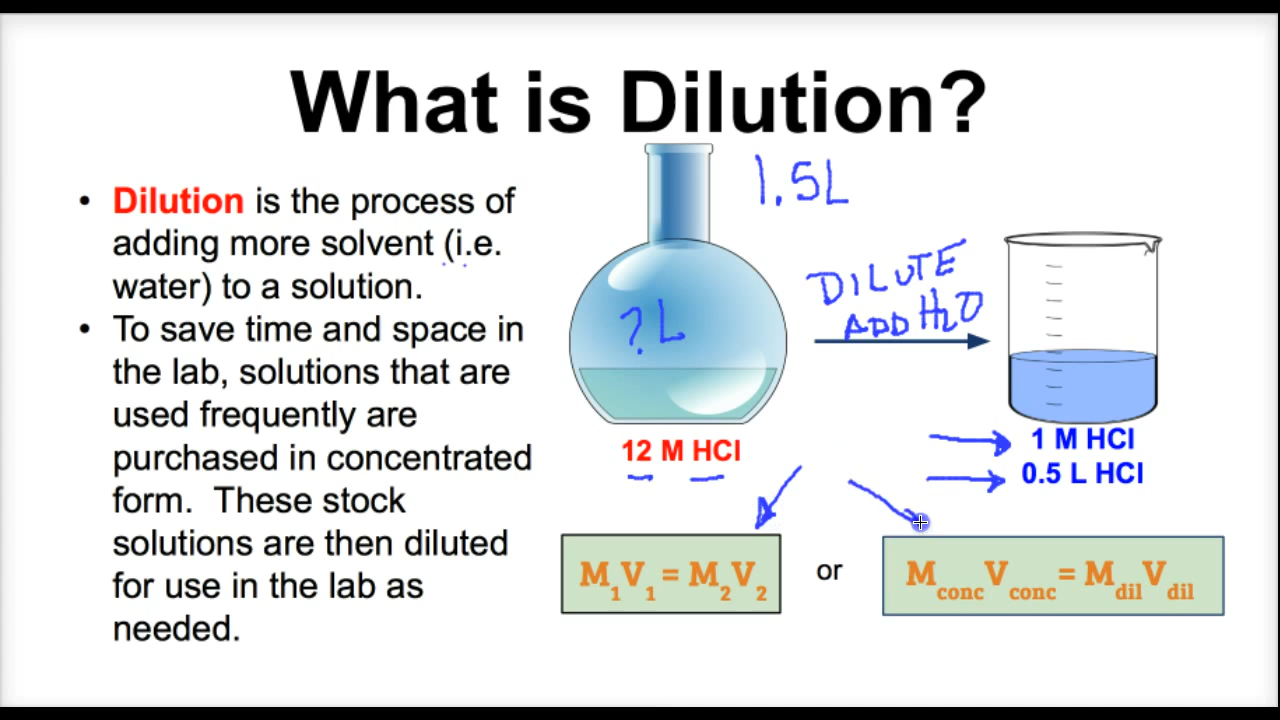 What is Dilution?
• Dilution is the process of
adding more solvent (i.e.
water) to a solution.
• To save time and space in
the lab, solutions that are
used frequently are
purchased in concentrated
form.  These stock
solutions are then diluted
for use in the lab as
needed.
1.5L
? L
DILUTE
ADD H2O
12 M HCl
1 M HCl
0.5 L HCl
M1V1 = M2V2
or
MconcVconc = MdilVdil